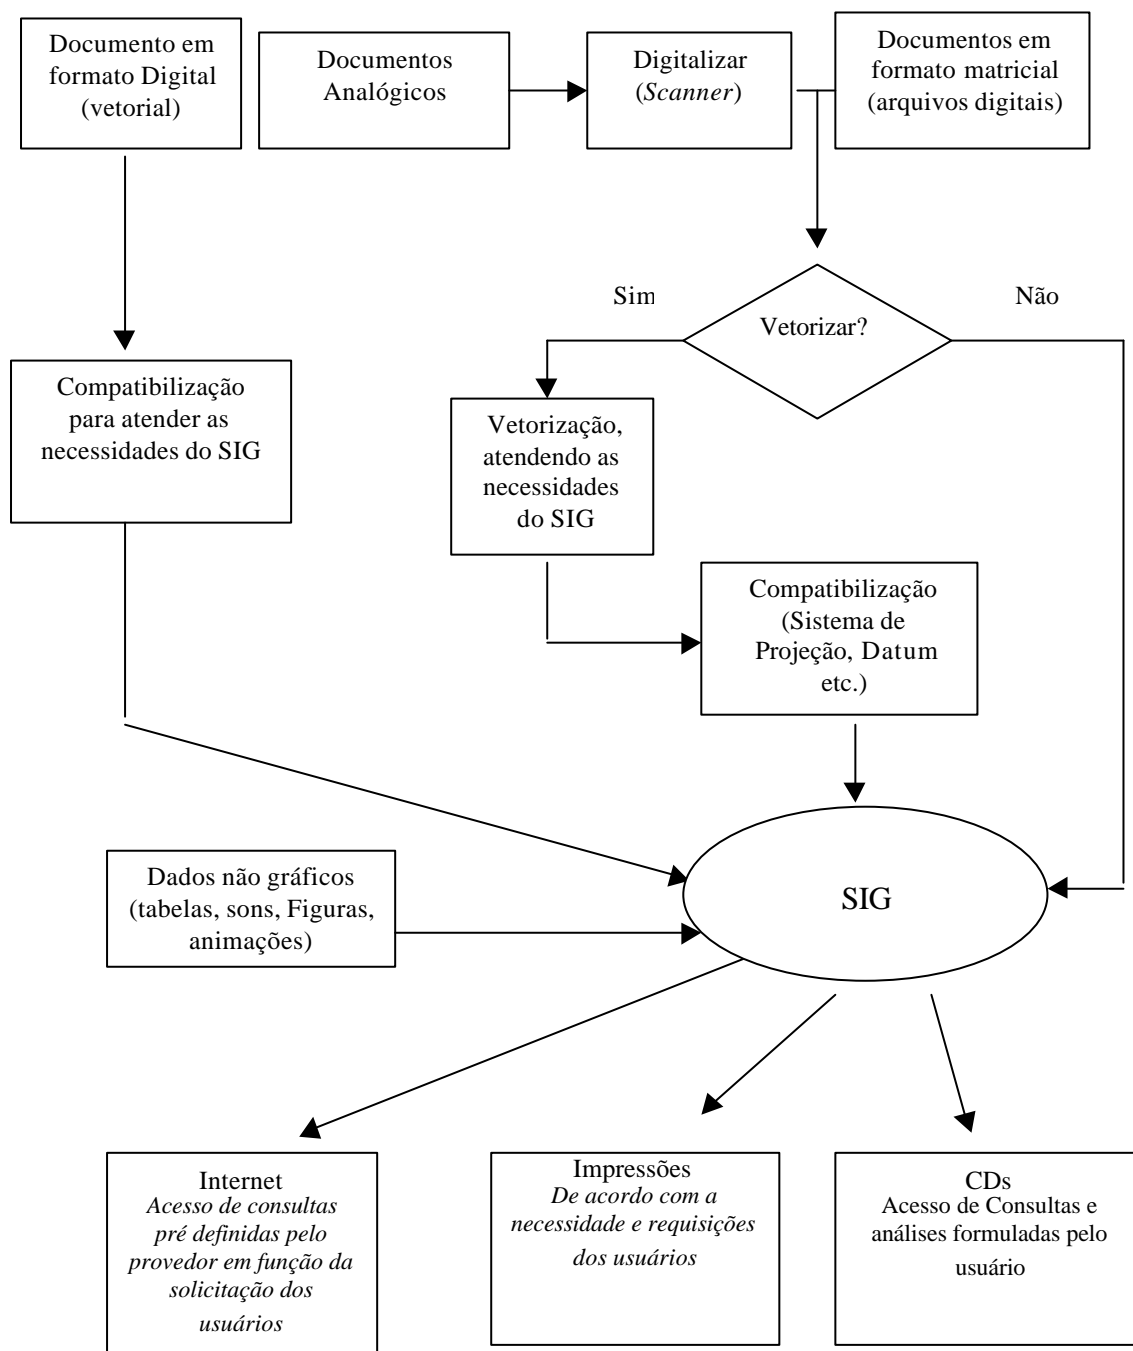 Documento em
formato Digital
(vetorial)
Documentos
Analógicos
Digitalizar
(Scanner)
Documentos em
formato matricial
(arquivos digitais)
Sim
Não
Vetorizar?
Compatibilização
para atender as
necessidades do SIG
Vetorização,
atendendo as
necessidades
do SIG
Compatibilização
(Sistema de
Projeção, Datum
etc.)
Dados não gráficos
(tabelas, sons, Figuras,
animações)
SIG
Internet
Acesso de consultas
pré definidas pelo
provedor em função da
solicitação dos
usuários
Impressões
De acordo com a
necessidade e requisições
dos usuários
CDs
Acesso de Consultas e
análises formuladas pelo
usuário